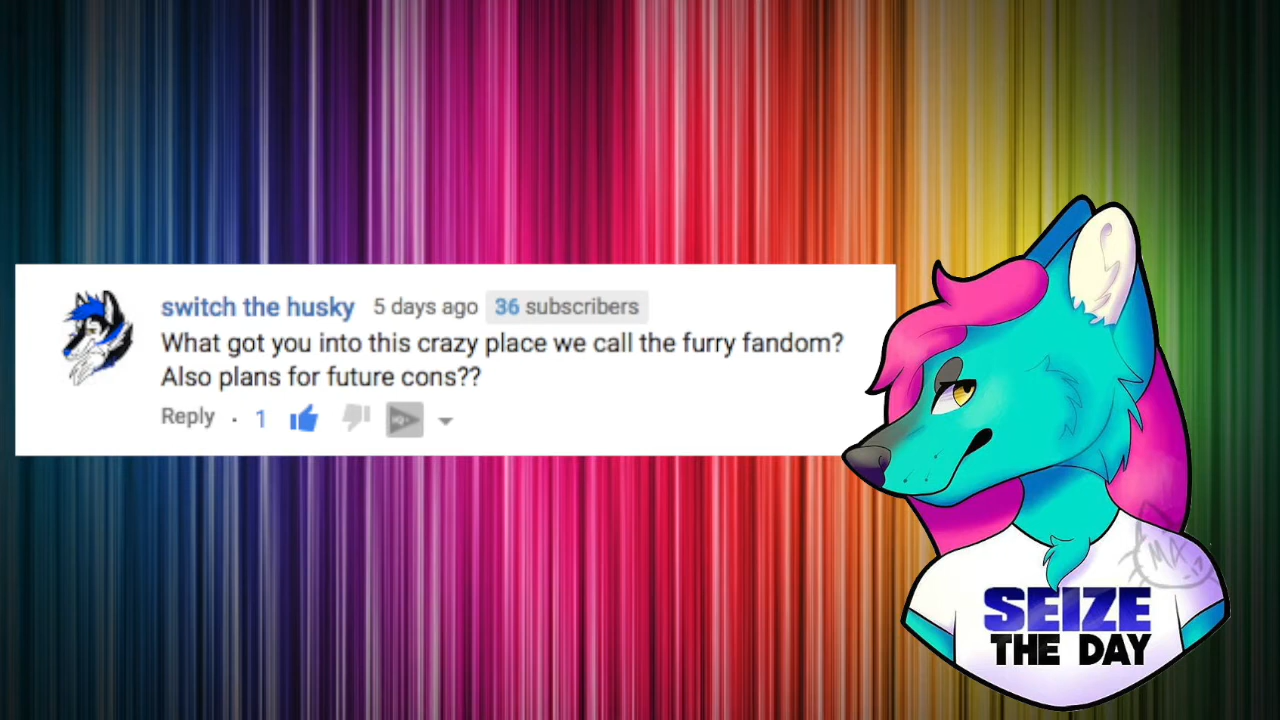 switch the husky 5 days ago 36 subscribers
What got you into this crazy place we call the furry fandom?
Also plans for future cons??
Reply · 1
SEIZE
THE DAY